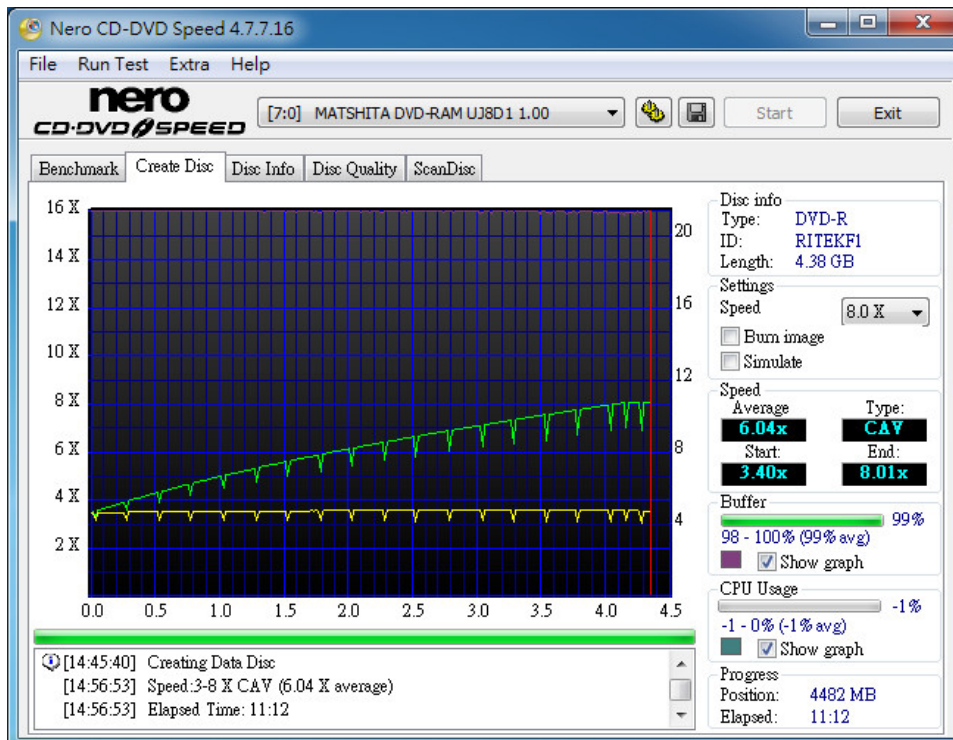 Nero CD-DVD Speed 4.7.7.16
File Run Test Extra Help
nero
CD·DVD SPEED
[7:0] MATSHITA DVD-RAM UJ8D1 1.00
Start
Exit
Benchmark Create Disc Disc Info Disc Quality ScanDisc
16 X
14 X
12 X
10 X
8 X
6 X
4 X
2 X
20
16
12
8
4
0.0 0.5 1.0 1.5 2.0 2.5 3.0 3.5 4.0 4.5
Disc info
Type: DVD-R
ID: RITEKF1
Length: 4.38 GB
Settings
Speed 8.0 X
Burn image
Simulate
Speed
Average Type:
6.04x CAV
Start: End:
3.40x 8.01x
Buffer
99%
98 - 100% (99% avg)
Show graph
CPU Usage
-1%
-1 - 0% (-1% avg)
Show graph
Progress
Position: 4482 MB
Elapsed: 11:12
[14:45:40] Creating Data Disc
[14:56:53] Speed:3-8 X CAV (6.04 X average)
[14:56:53] Elapsed Time: 11:12